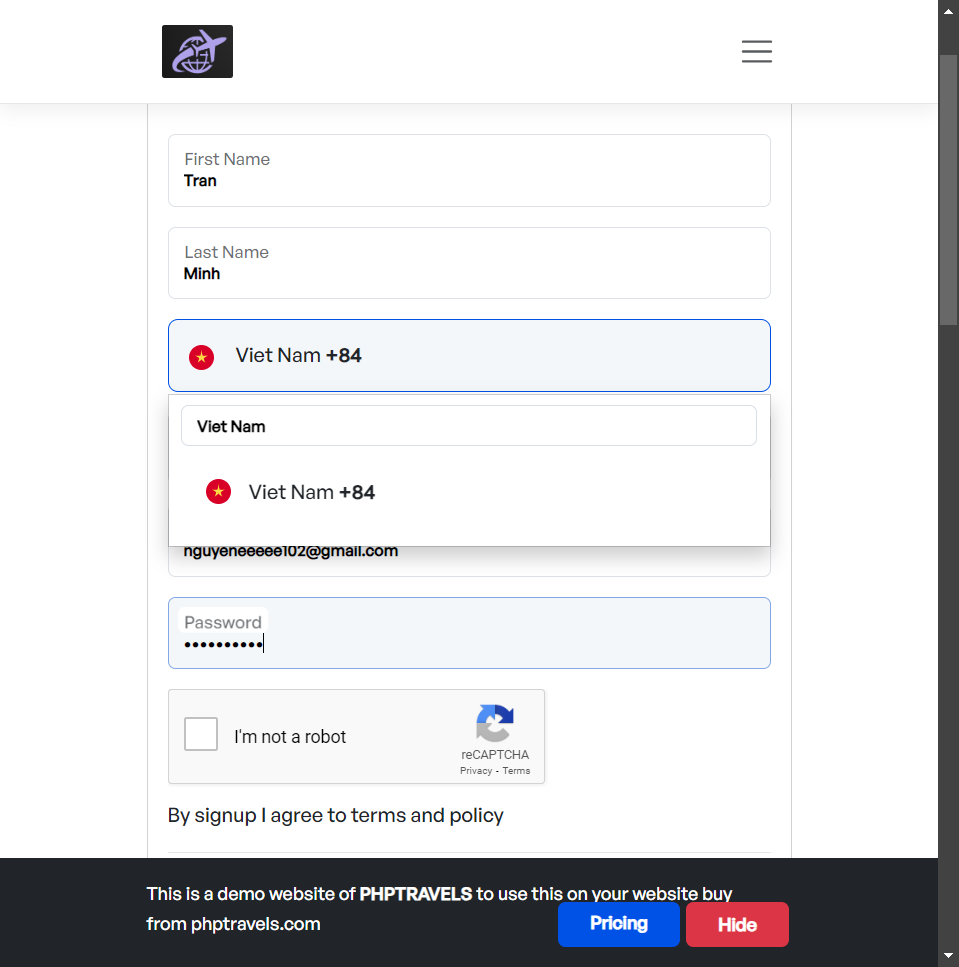 First Name
Tran
Last Name
Minh
Viet Nam +84
Viet Nam
Viet Nam +84
nguyeneeeee102@gmail.com
Password
••••••••••
I'm not a robot
reCAPTCHA
Privacy - Terms
By signup I agree to terms and policy
This is a demo website of PHPTRAVELS to use this on your website buy
from phptravels.com
Pricing
Hide